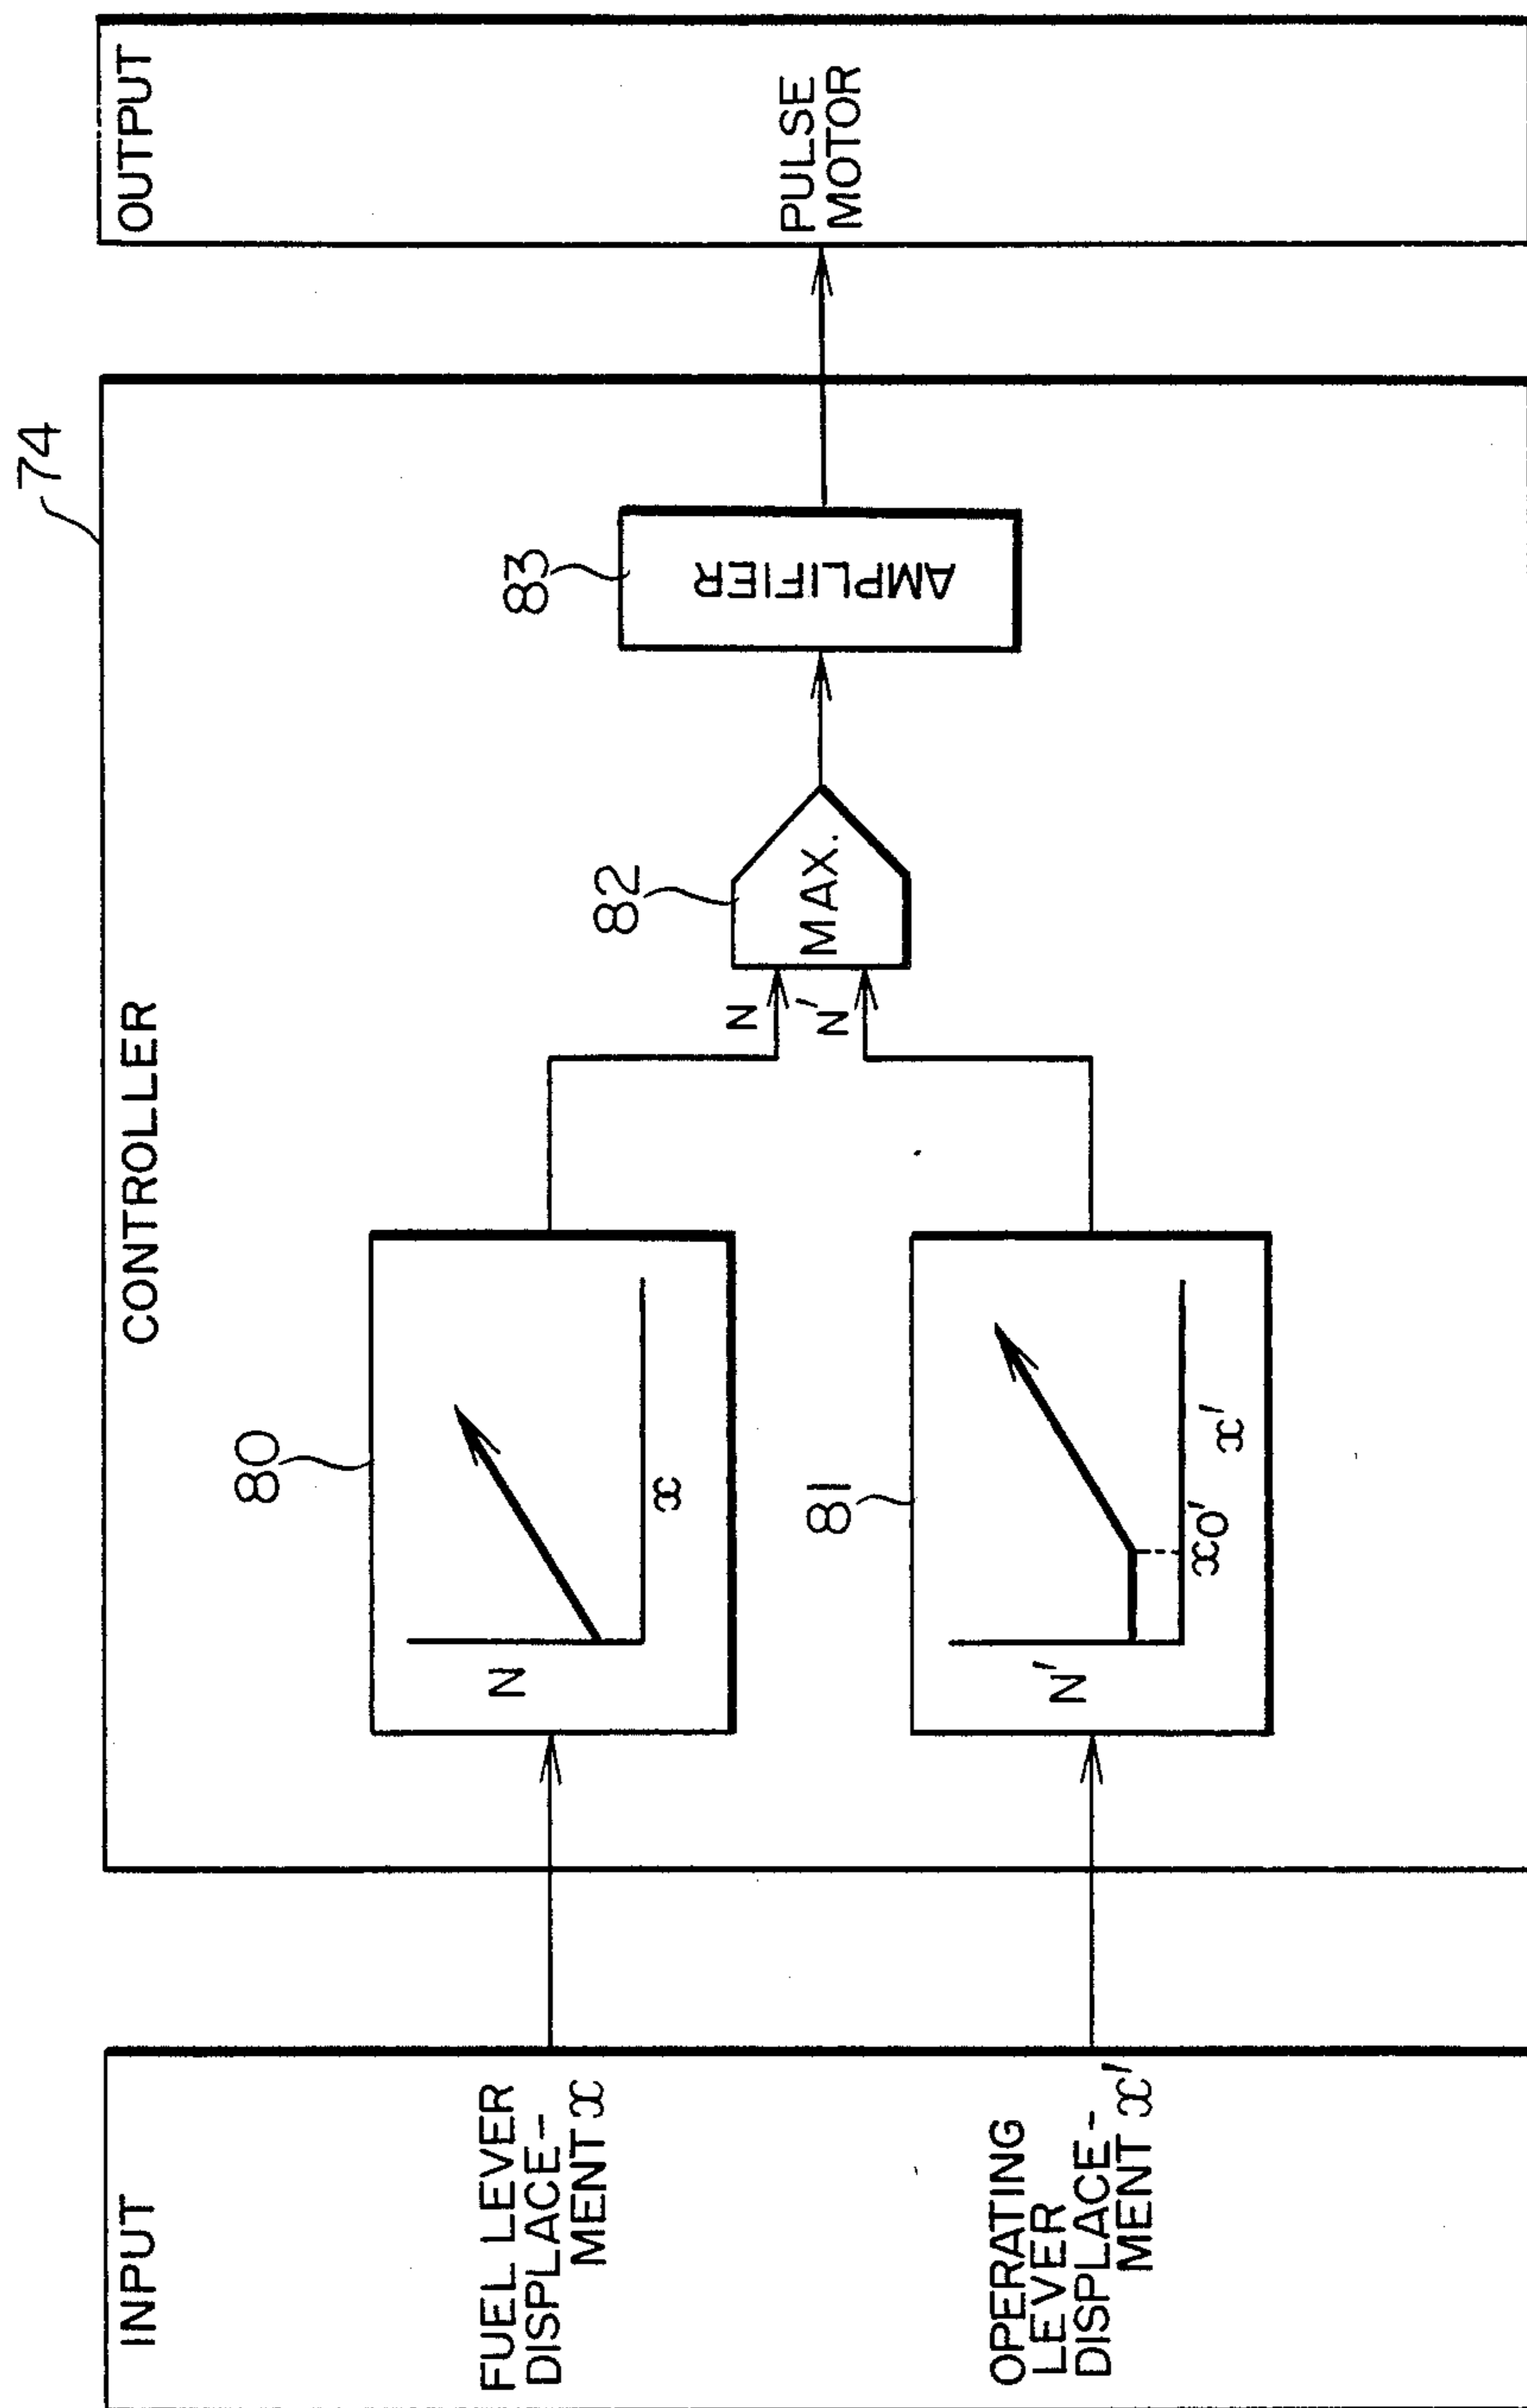 INPUT
FUEL LEVER
DISPLACE-
MENT x
OPERATING
LEVER
DISPLACE-
MENT x'
CONTROLLER
74
80
N
x
81
N'
x0'
x'
N
N'
82
MAX.
83
AMPLIFIER
OUTPUT
PULSE
MOTOR